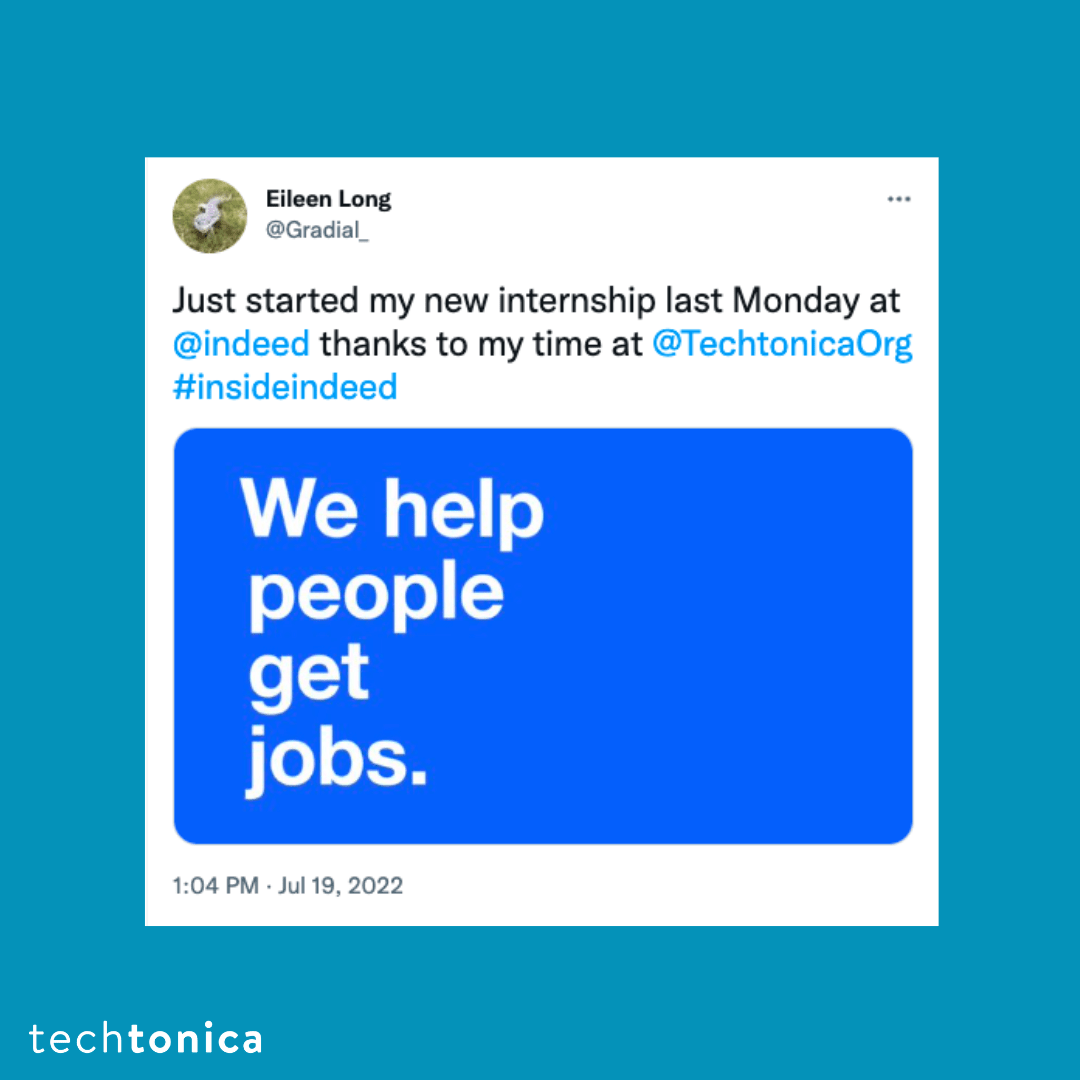 Eileen Long
@Gradial_
Just started my new internship last Monday at
@indeed thanks to my time at @TechtonicaOrg
#insideindeed
We help
people
get
jobs.
1:04 PM · Jul 19, 2022
techtonica